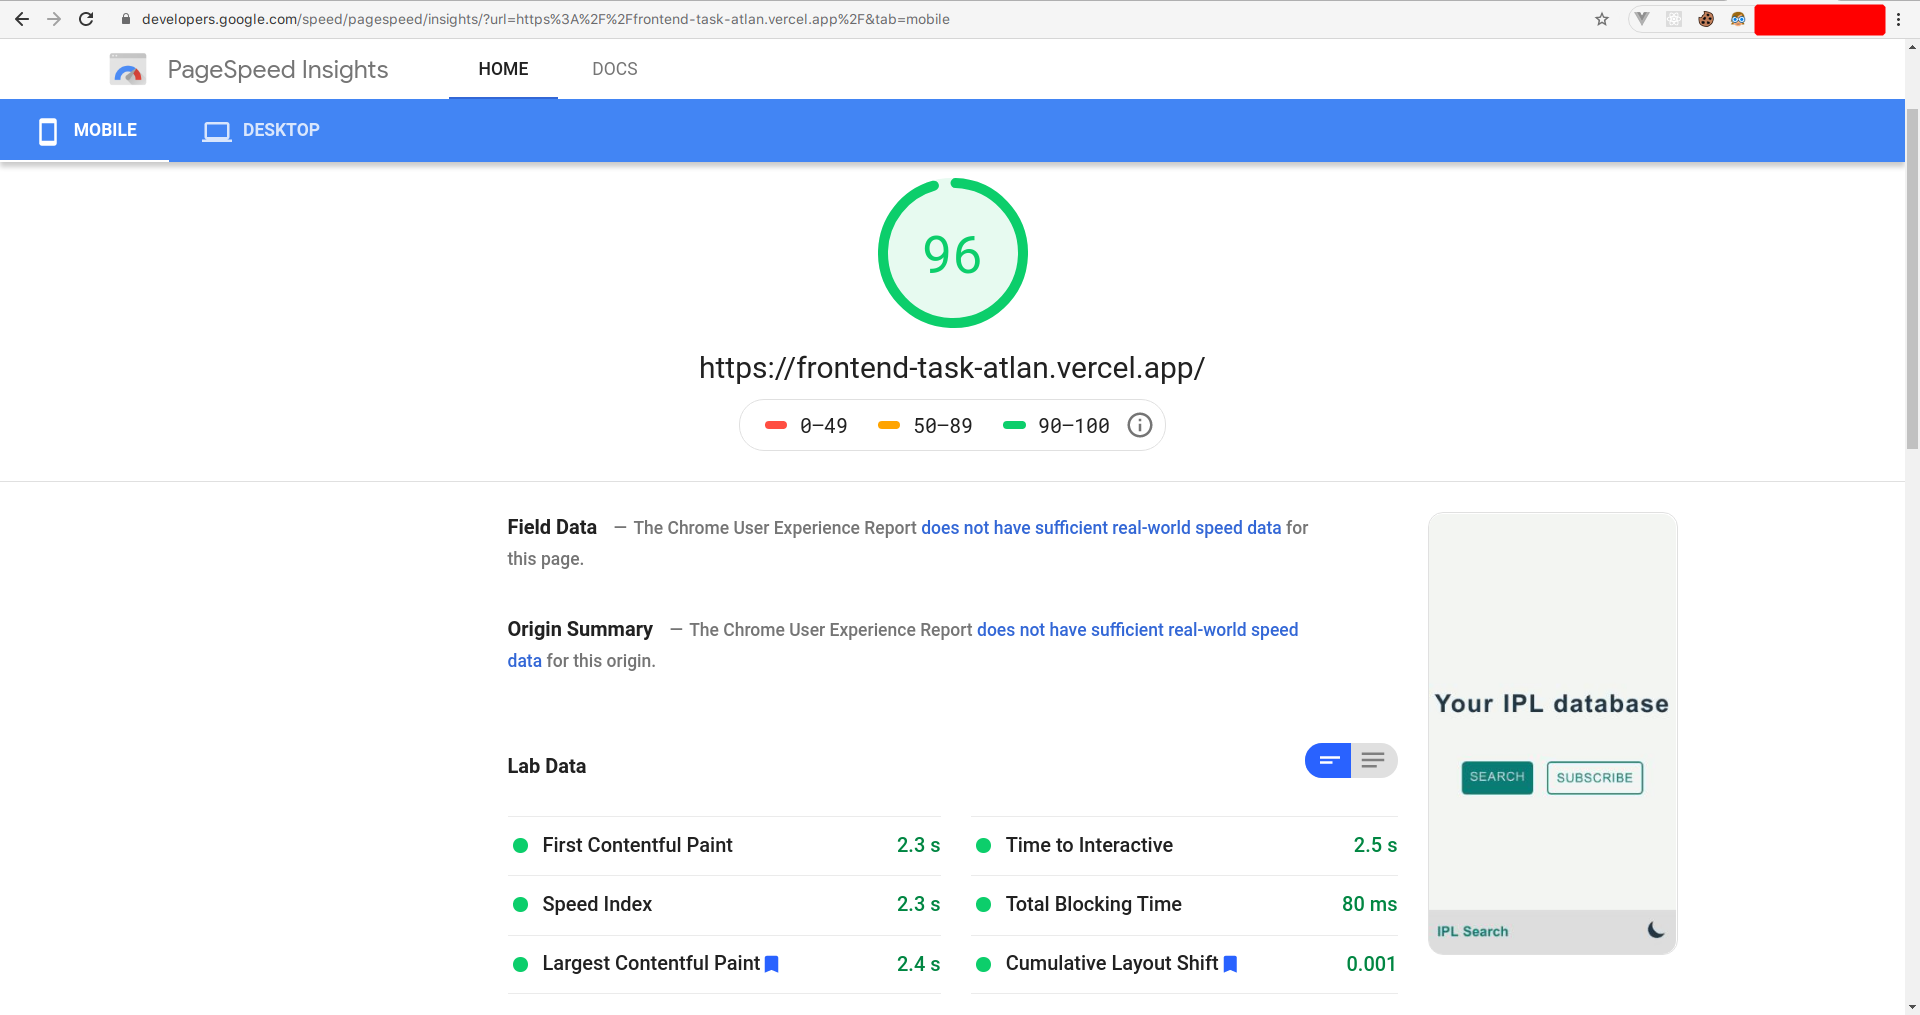 developers.google.com/speed/pagespeed/insights/?url=https%3A%2F%2Ffrontend-task-atlan.vercel.app%2F&tab=mobile
PageSpeed Insights
HOME
DOCS
MOBILE
DESKTOP
96
https://frontend-task-atlan.vercel.app/
0–49
50–89
90–100
Field Data — The Chrome User Experience Report does not have sufficient real-world speed data for
this page.
Origin Summary — The Chrome User Experience Report does not have sufficient real-world speed
data for this origin.
Lab Data
First Contentful Paint 2.3 s
Time to Interactive 2.5 s
Speed Index 2.3 s
Total Blocking Time 80 ms
Largest Contentful Paint 2.4 s
Cumulative Layout Shift 0.001
Your IPL database
SEARCH
SUBSCRIBE
IPL Search